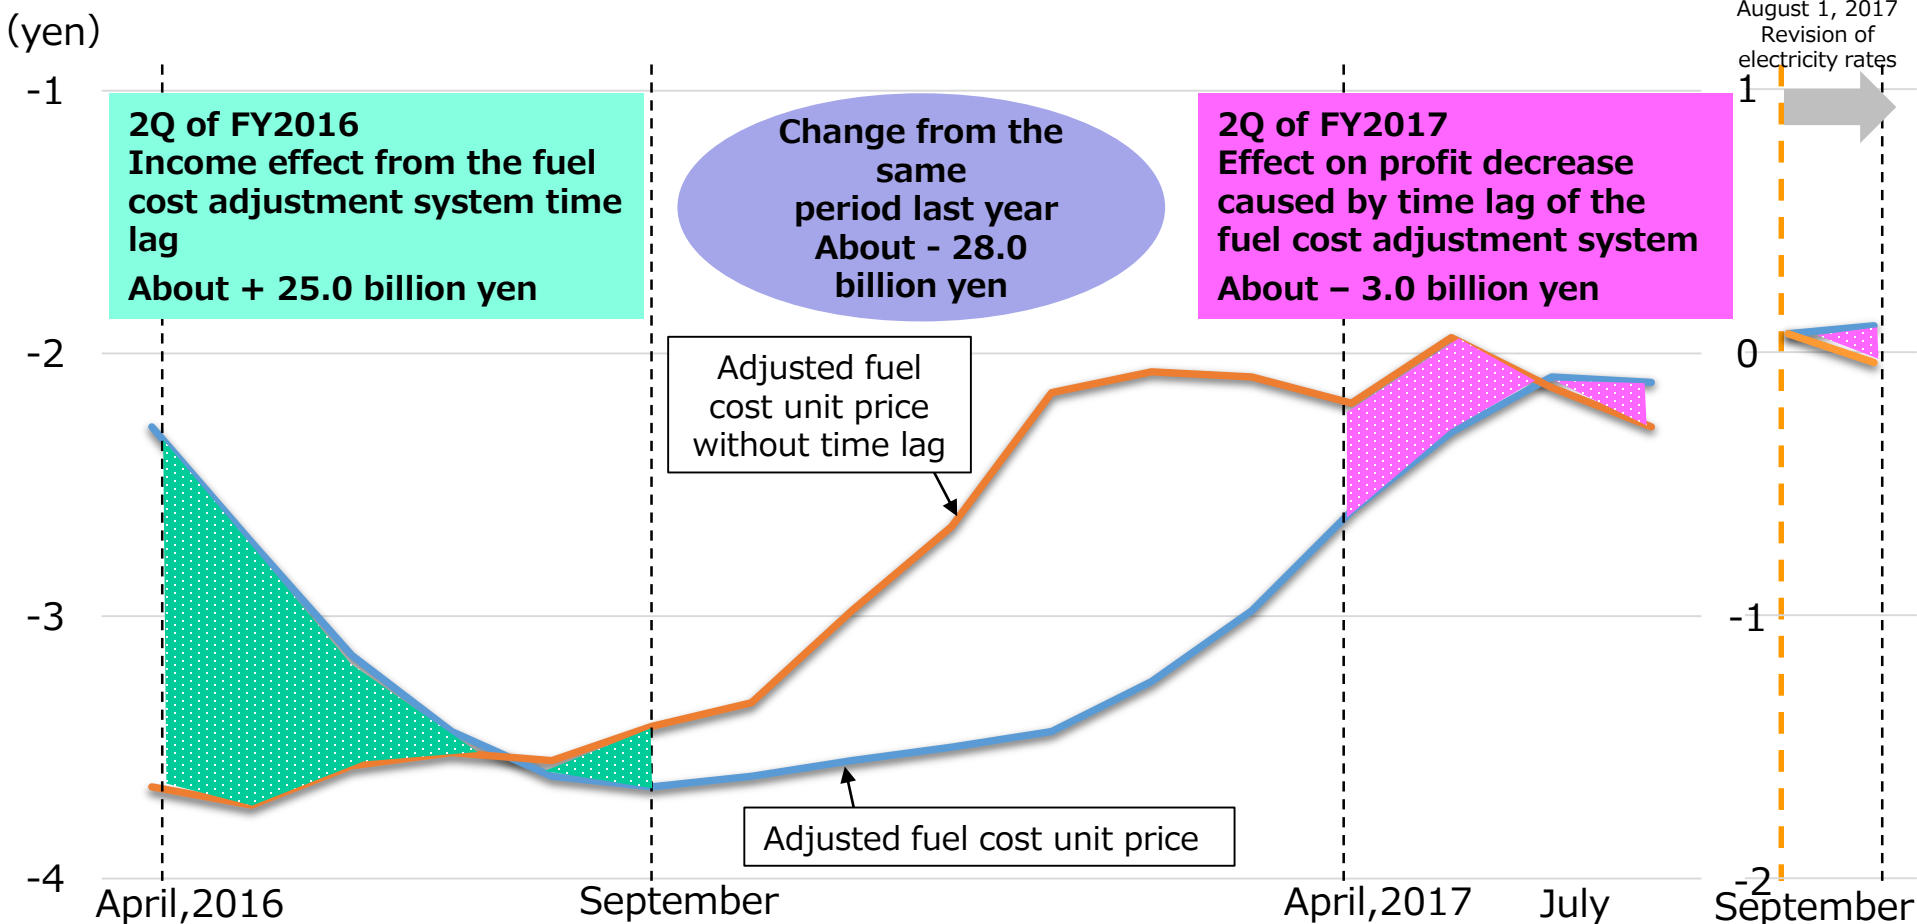 (yen)
August 1, 2017
Revision of
electricity rates
-1
1
2Q of FY2016
Income effect from the fuel
cost adjustment system time
lag
About + 25.0 billion yen
Change from the
same
period last year
About - 28.0
billion yen
2Q of FY2017
Effect on profit decrease
caused by time lag of the
fuel cost adjustment system
About – 3.0 billion yen
-2
0
Adjusted fuel
cost unit price
without time lag
-3
-1
Adjusted fuel cost unit price
-4
-2
April,2016
September
April,2017
July
September